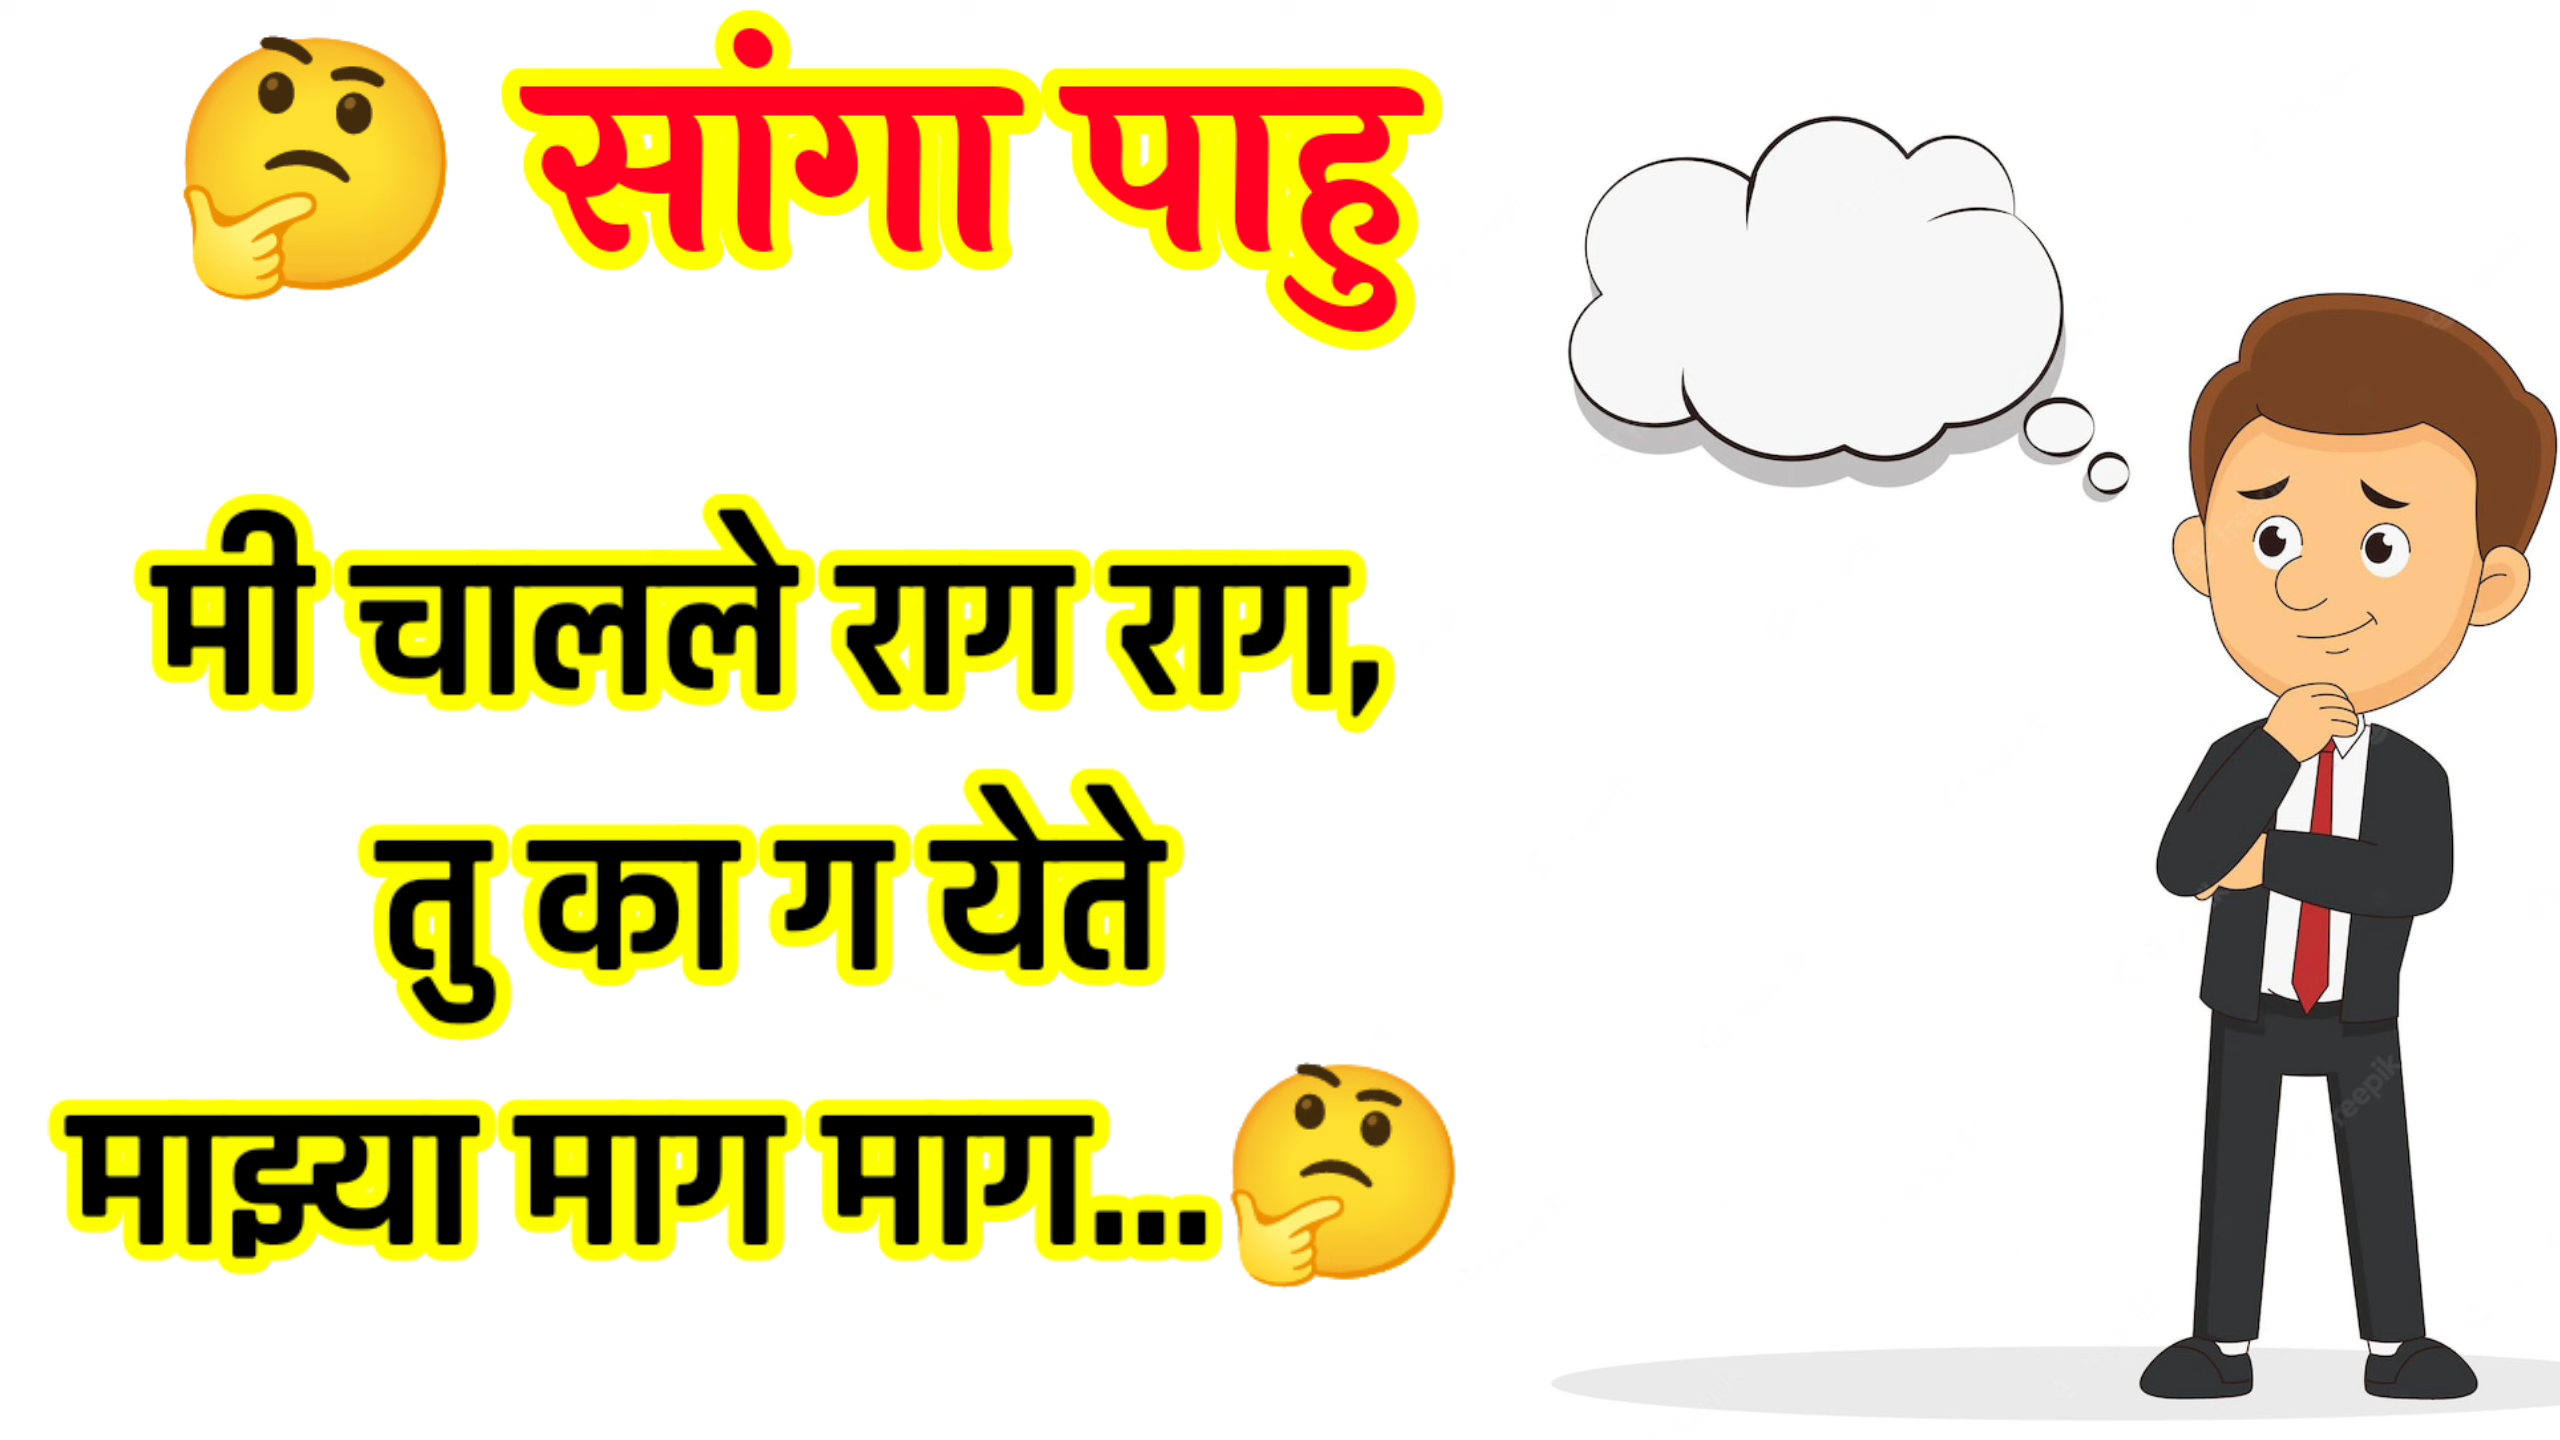 सांगा पाहु
मी चालले राग राग,
तु का ग येते
माझ्या माग माग...